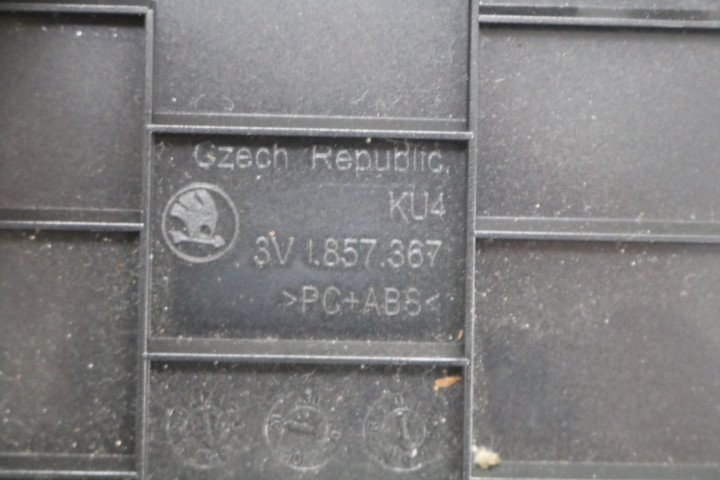 Czech Republic
KU4
3V1.857.367
>PC+ABS<